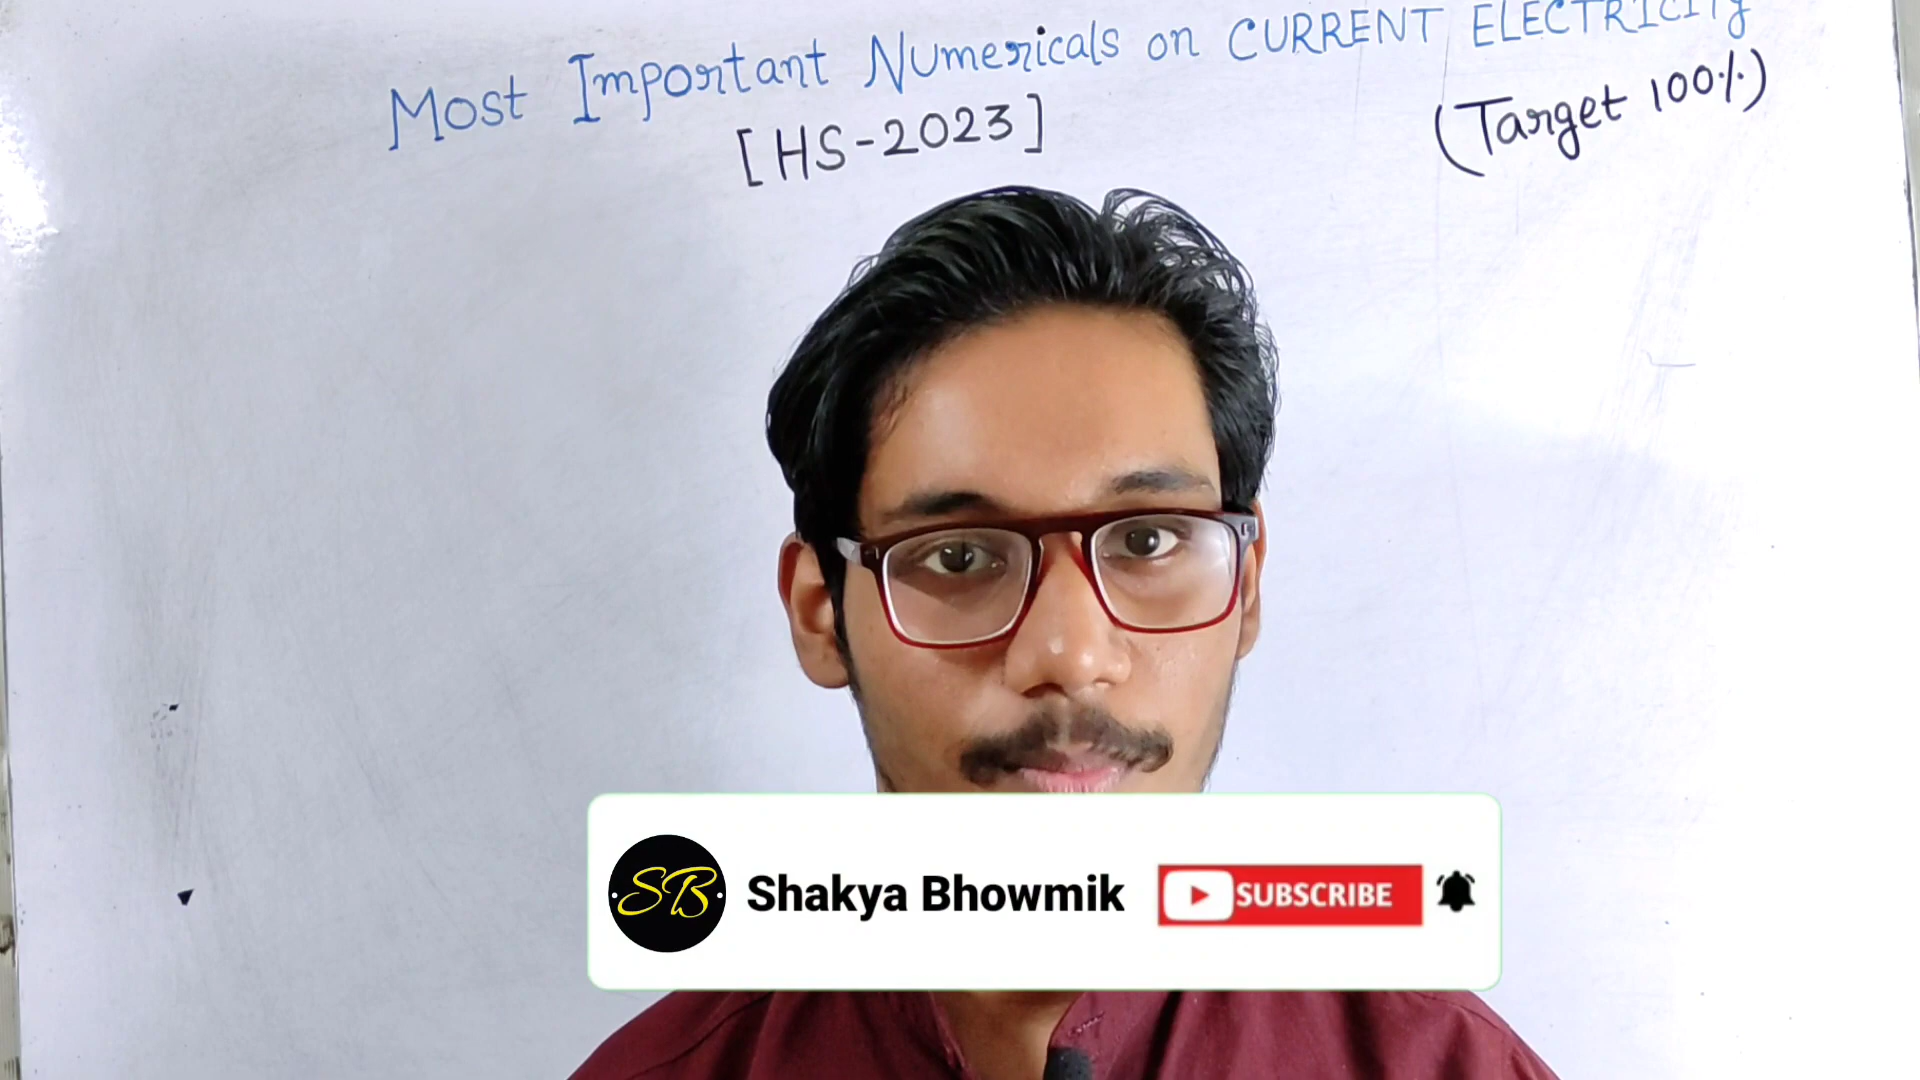 Most Important Numericals on CURRENT ELECTRICITY
[HS-2023]
(Target 100%)
SB
Shakya Bhowmik
SUBSCRIBE